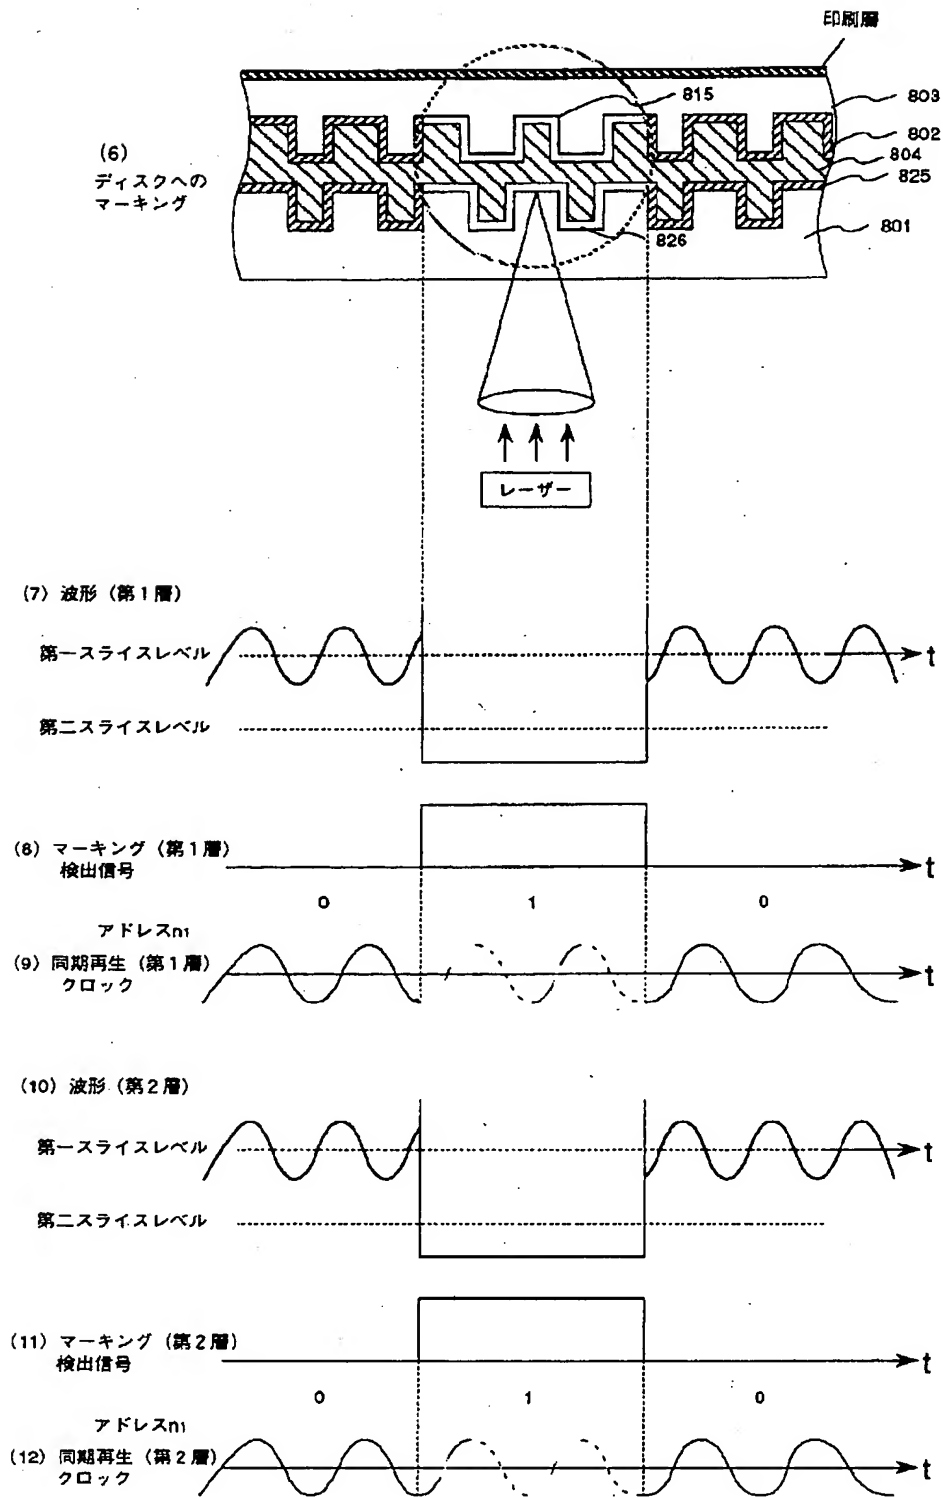 印刷層
815
803
802
804
825
(6)
ディスクへの
マーキング
801
826
レーザー
(7) 波形 (第1層)
第一スライスレベル
t
第二スライスレベル
(8) マーキング (第1層)
検出信号
t
0 1 0
アドレスn1
(9) 同期再生 (第1層)
クロック
t
(10) 波形 (第2層)
第一スライスレベル
t
第二スライスレベル
(11) マーキング (第2層)
検出信号
t
0 1 0
アドレスn1
(12) 同期再生 (第2層)
クロック
t